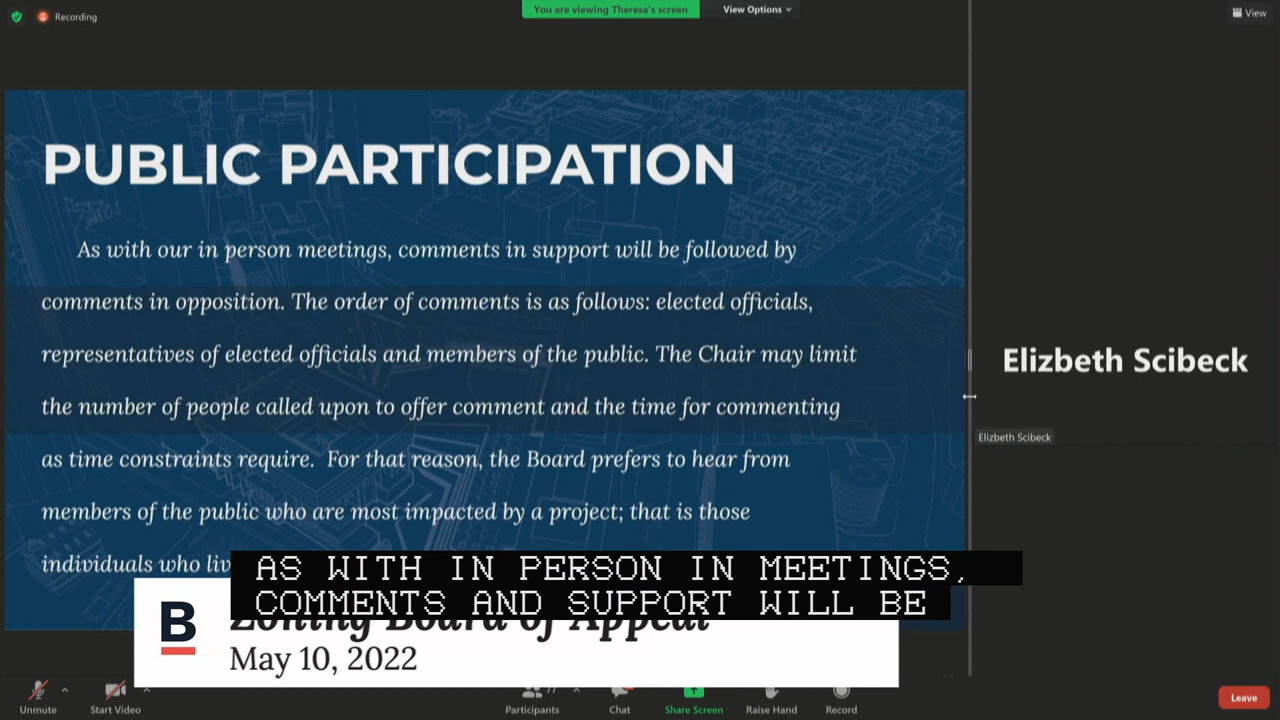 Recording
You are viewing Theresa's screen
View Options
View
PUBLIC PARTICIPATION
As with our in person meetings, comments in support will be followed by
comments in opposition. The order of comments is as follows: elected officials,
representatives of elected officials and members of the public. The Chair may limit
the number of people called upon to offer comment and the time for commenting
as time constraints require. For that reason, the Board prefers to hear from
members of the public who are most impacted by a project; that is those
individuals who liv
Elizbeth Scibeck
Elizbeth Scibeck
AS WITH IN PERSON IN MEETINGS,
COMMENTS AND SUPPORT WILL BE
B
Zoning Board of Appeal
May 10, 2022
Unmute
Start Video
Participants
Chat
Share Screen
Raise Hand
Record
Leave